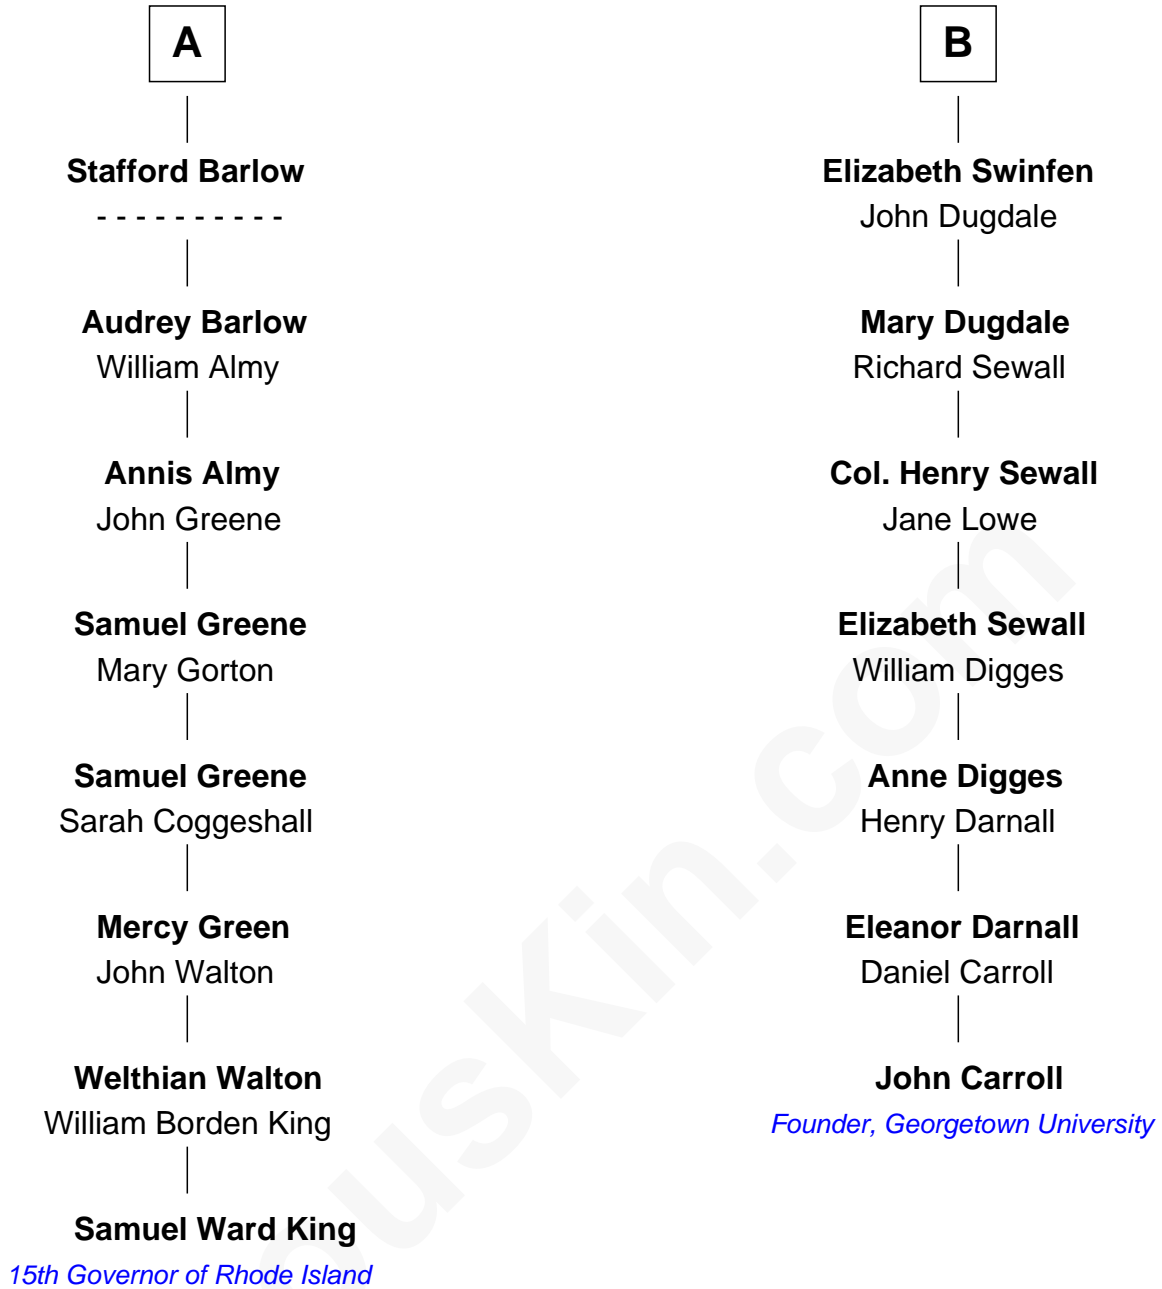 A
Stafford Barlow
- - - - - - - - - -
Audrey Barlow
William Almy
Annis Almy
John Greene
Samuel Greene
Mary Gorton
Samuel Greene
Sarah Coggeshall
Mercy Green
John Walton
Welthian Walton
William Borden King
Samuel Ward King
15th Governor of Rhode Island
B
Elizabeth Swinfen
John Dugdale
Mary Dugdale
Richard Sewall
Col. Henry Sewall
Jane Lowe
Elizabeth Sewall
William Digges
Anne Digges
Henry Darnall
Eleanor Darnall
Daniel Carroll
John Carroll
Founder, Georgetown University
ousKin.com